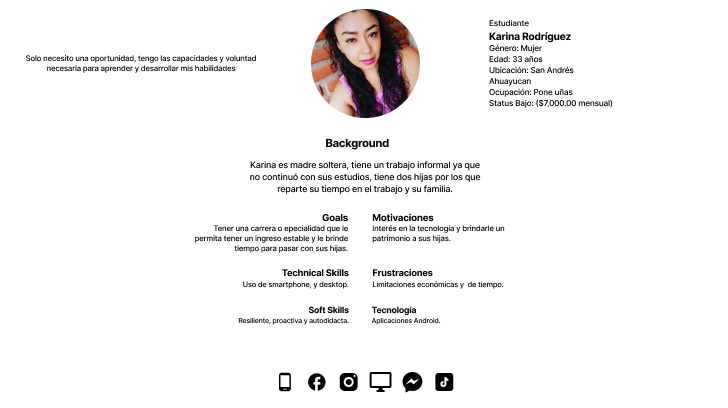 Solo necesito una oportunidad, tengo las capacidades y voluntad
necesaria para aprender y desarrollar mis habilidades
Estudiante
Karina Rodríguez
Género: Mujer
Edad: 33 años
Ubicación: San Andrés
Ahuayucan
Ocupación: Pone uñas
Status Bajo: ($7,000.00 mensual)
Background
Karina es madre soltera, tiene un trabajo informal ya que
no continuó con sus estudios, tiene dos hijas por los que
reparte su tiempo en el trabajo y su familia.
Goals
Tener una carrera o epecialidad que le
permita tener un ingreso estable y le brinde
tiempo para pasar con sus hijas.
Motivaciones
Interés en la tecnología y brindarle un
patrimonio a sus hijas.
Technical Skills
Uso de smartphone, y desktop.
Frustraciones
Limitaciones económicas y  de tiempo.
Soft Skills
Resiliente, proactiva y autodidacta.
Tecnología
Aplicaciones Android.